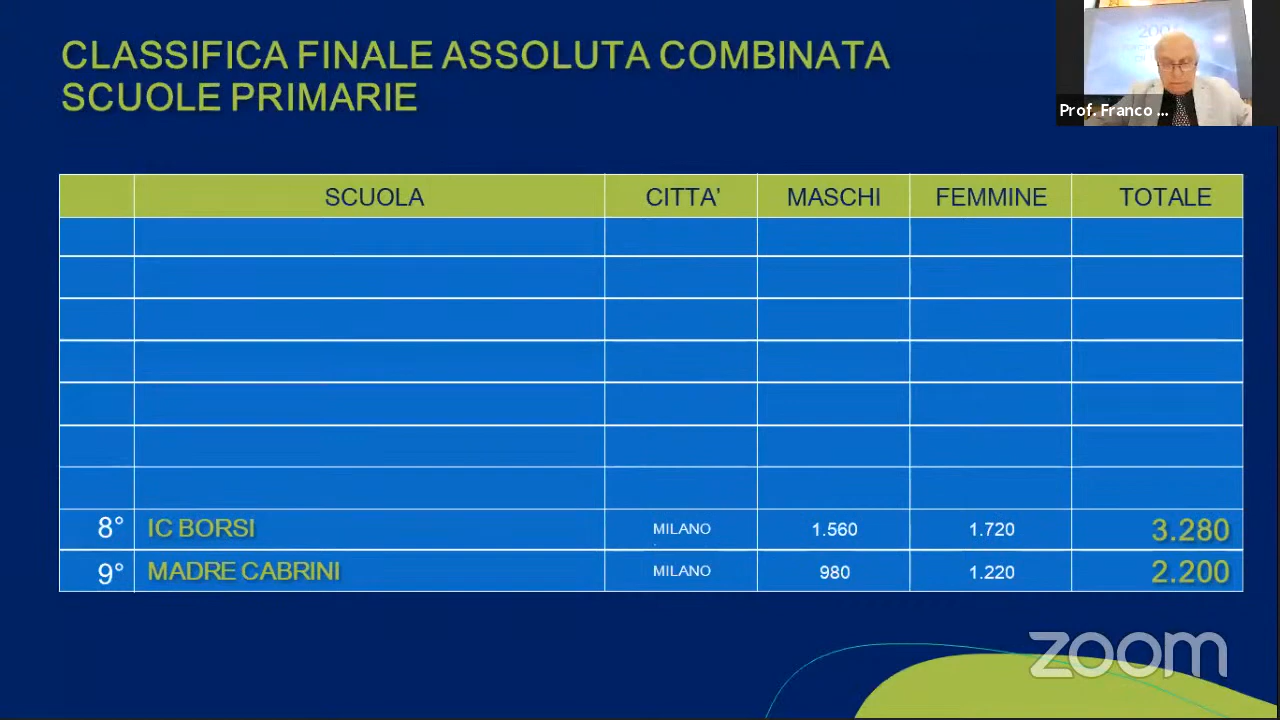 CLASSIFICA FINALE ASSOLUTA COMBINATA
SCUOLE PRIMARIE
200
Prof. Franco ...
SCUOLA CITTA' MASCHI FEMMINE TOTALE
8° IC BORSI MILANO 1.560 1.720 3.280
9° MADRE CABRINI MILANO 980 1.220 2.200
zoom